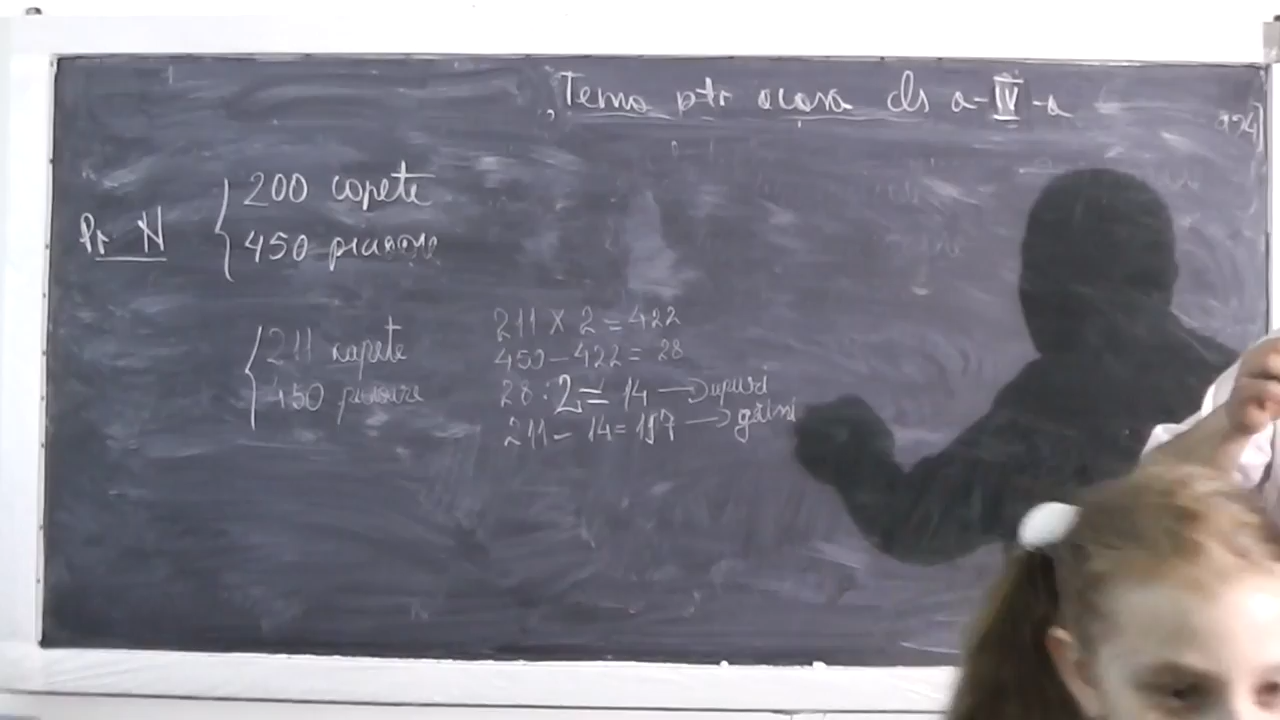 Tema ptr acasa cls a-IV-a
Pr N
200 capete
450 picioare
211 capete
450 picioare
211 X 2 = 422
450 - 422 = 28
28 : 2 = 14 → Iepuri
211 - 14 = 197 → găini